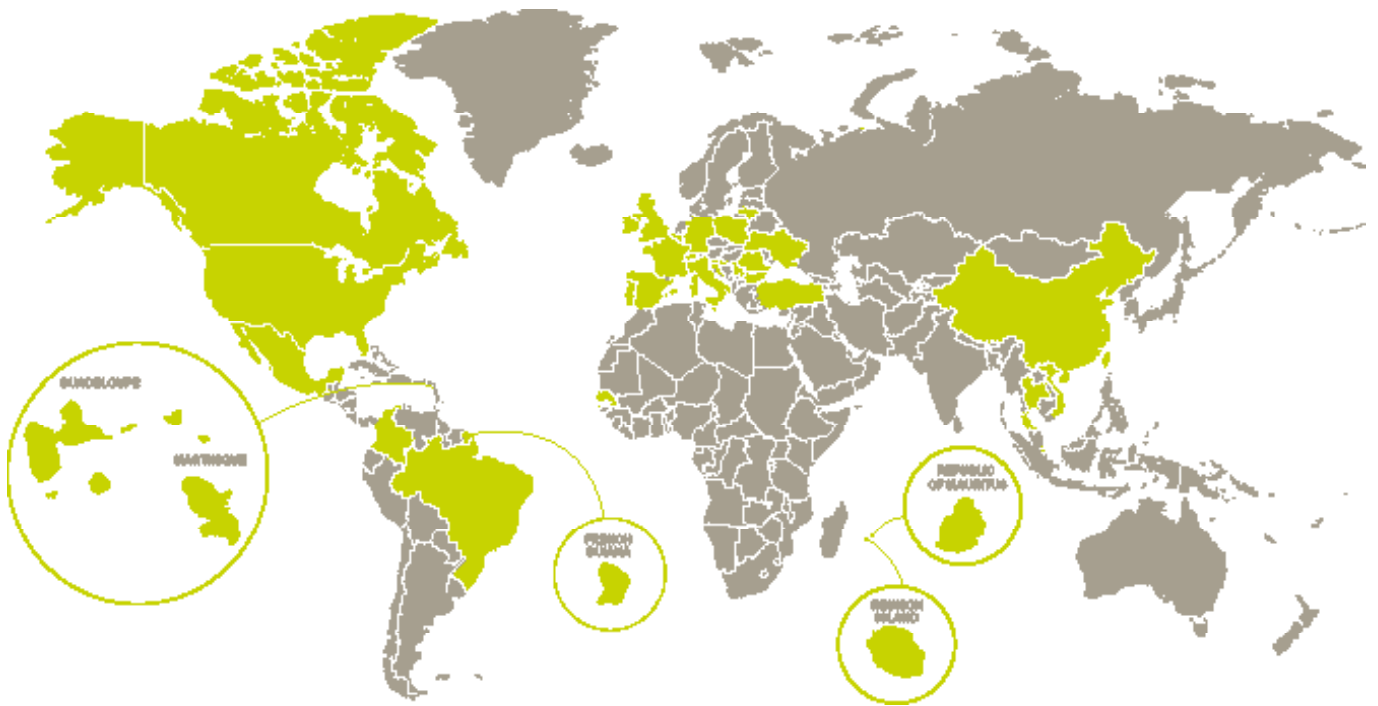 GUADELOUPE
MARTINIQUE
FRENCH
GUIANA
REPUBLIC
OF MAURITIUS
REUNION
ISLAND